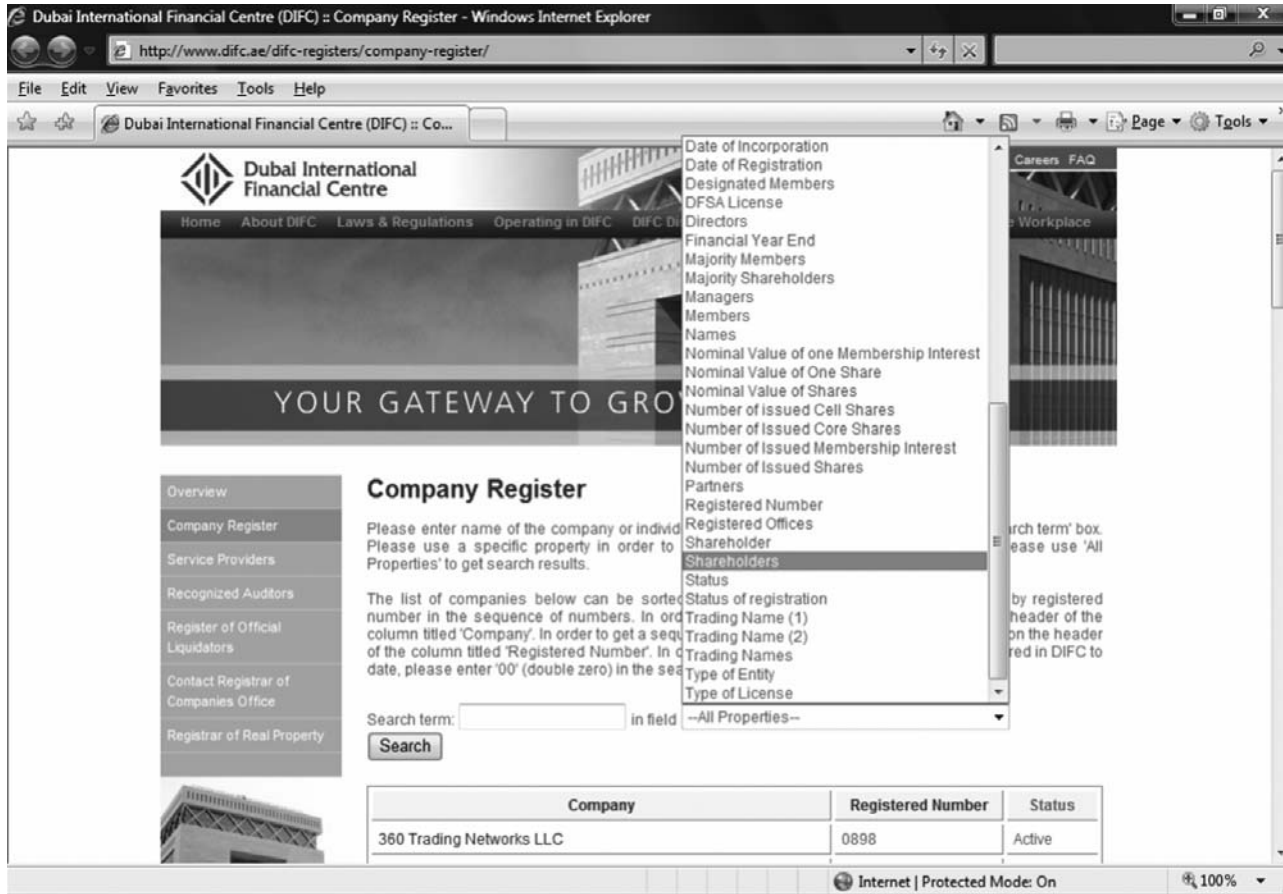 Dubai International Financial Centre (DIFC) :: Company Register - Windows Internet Explorer
http://www.difc.ae/difc-registers/company-register/
File Edit View Favorites Tools Help
Dubai International Financial Centre (DIFC) :: Co...
Page Tools
Dubai International
Financial Centre
Careers FAQ
Home About DIFC Laws & Regulations Operating in DIFC DIFC Workplace
YOUR GATEWAY TO GRO
Date of Incorporation
Date of Registration
Designated Members
DFSA License
Directors
Financial Year End
Majority Members
Majority Shareholders
Managers
Members
Names
Nominal Value of one Membership Interest
Nominal Value of One Share
Nominal Value of Shares
Number of issued Cell Shares
Number of issued Core Shares
Number of Issued Membership Interest
Number of Issued Shares
Partners
Registered Number
Registered Offices
Shareholder
Shareholders
Status
Status of registration
Trading Name (1)
Trading Name (2)
Trading Names
Type of Entity
Type of License
Overview
Company Register
Service Providers
Recognized Auditors
Register of Official
Liquidators
Contact Registrar of
Companies Office
Registrar of Real Property
Company Register
Please enter name of the company or individ rch term' box.
Please use a specific property in order to ease use 'All
Properties' to get search results.
The list of companies below can be sorte by registered
number in the sequence of numbers. In ord header of the
column titled 'Company'. In order to get a sequ on the header
of the column titled 'Registered Number'. In o red in DIFC to
date, please enter '00' (double zero) in the sea
Search term: in field --All Properties--
Search
Company Registered Number Status
360 Trading Networks LLC 0898 Active
Internet | Protected Mode: On 100%